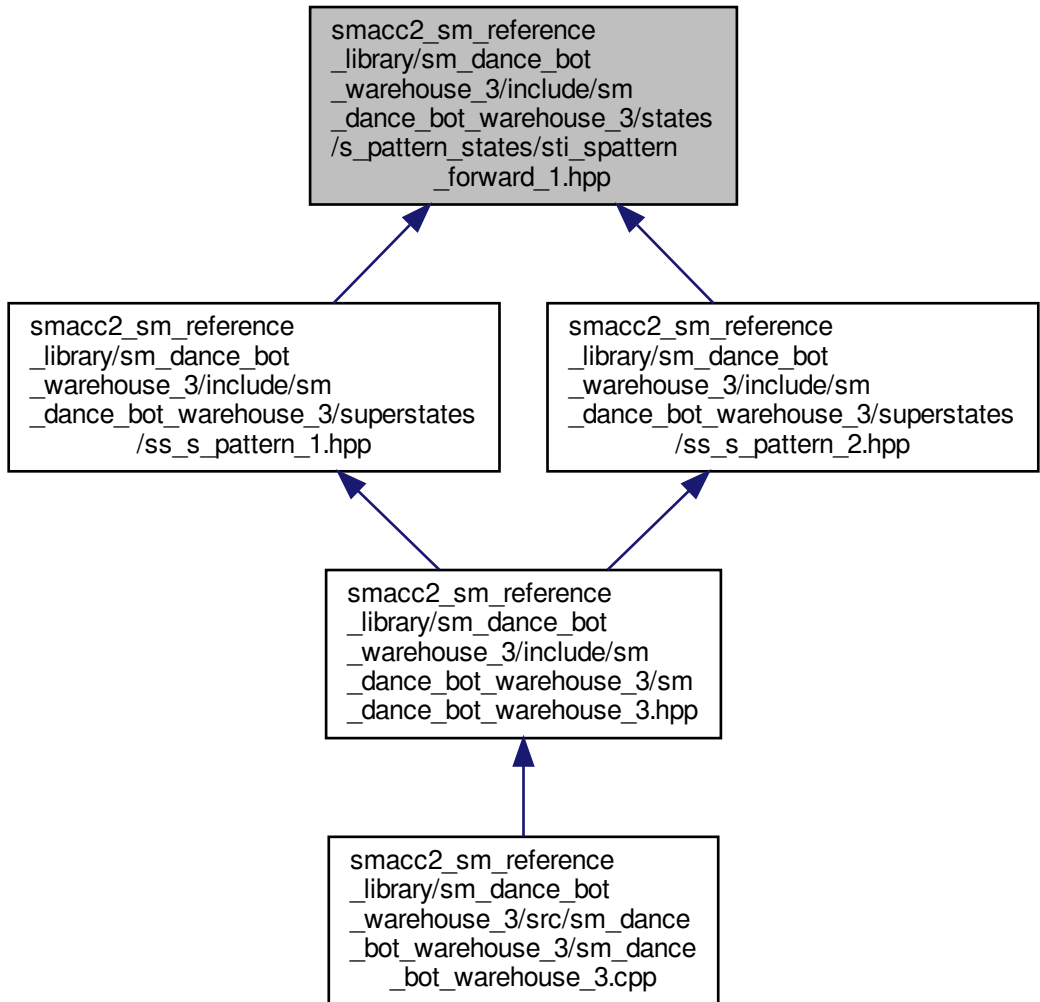 smacc2_sm_reference
_library/sm_dance_bot
_warehouse_3/include/sm
_dance_bot_warehouse_3/states
/s_pattern_states/sti_spattern
_forward_1.hpp
smacc2_sm_reference
_library/sm_dance_bot
_warehouse_3/include/sm
_dance_bot_warehouse_3/superstates
/ss_s_pattern_1.hpp
smacc2_sm_reference
_library/sm_dance_bot
_warehouse_3/include/sm
_dance_bot_warehouse_3/superstates
/ss_s_pattern_2.hpp
smacc2_sm_reference
_library/sm_dance_bot
_warehouse_3/include/sm
_dance_bot_warehouse_3/sm
_dance_bot_warehouse_3.hpp
smacc2_sm_reference
_library/sm_dance_bot
_warehouse_3/src/sm_dance
_bot_warehouse_3/sm_dance
_bot_warehouse_3.cpp